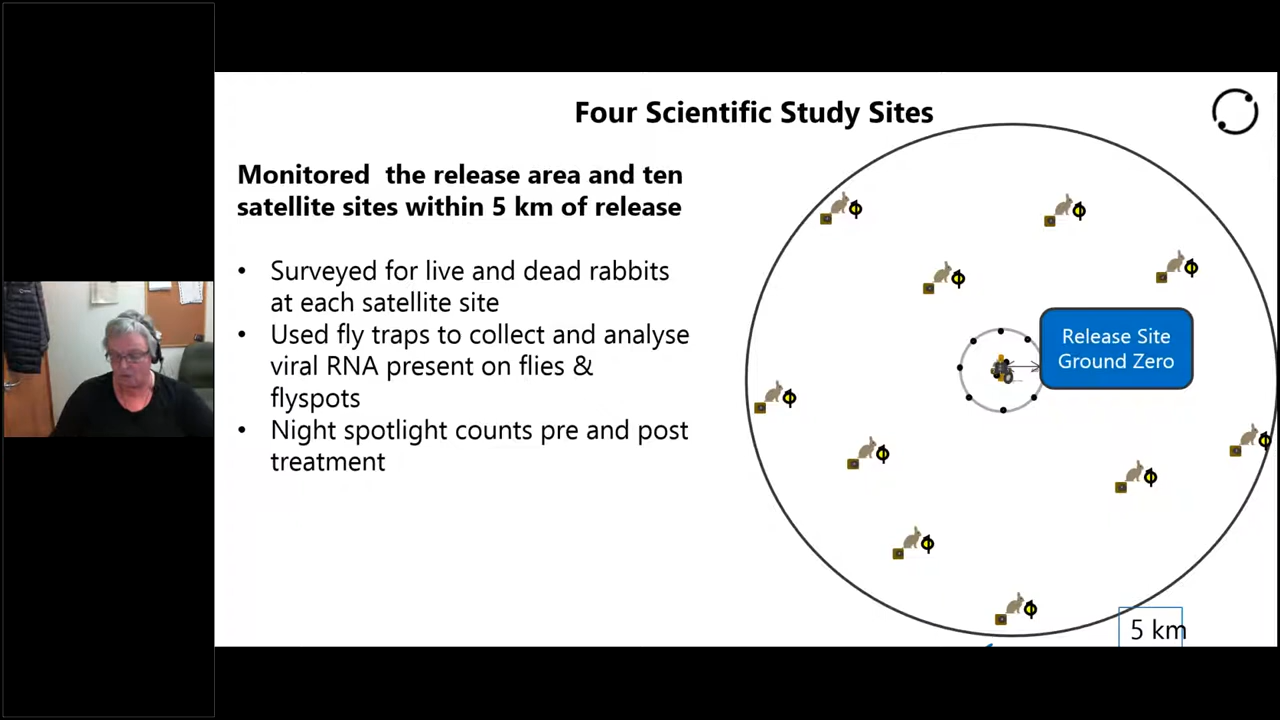 Four Scientific Study Sites
Monitored the release area and ten
satellite sites within 5 km of release
• Surveyed for live and dead rabbits
at each satellite site
• Used fly traps to collect and analyse
viral RNA present on flies &
flyspots
• Night spotlight counts pre and post
treatment
Release Site
Ground Zero
5 km